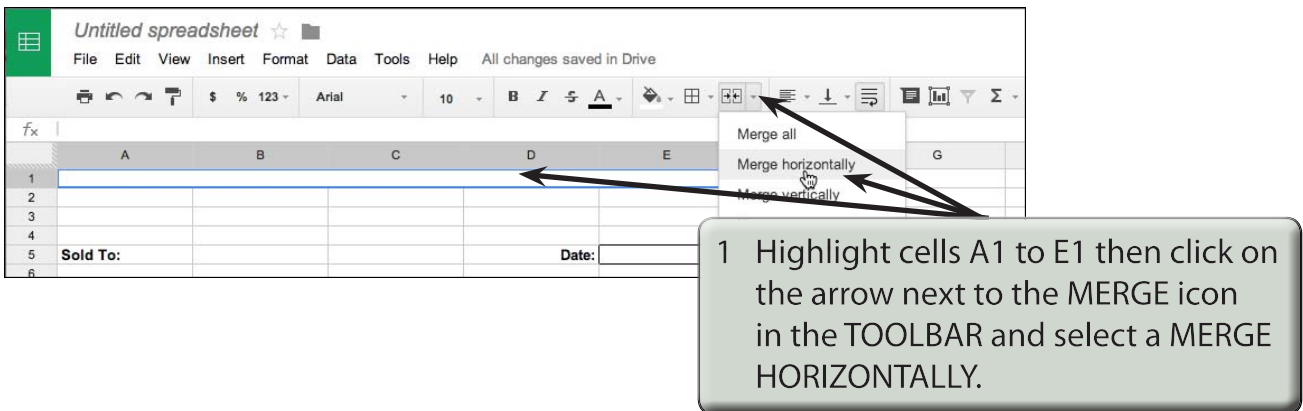 Untitled spreadsheet
File Edit View Insert Format Data Tools Help All changes saved in Drive
$ % 123 Arial 10 B I S A Σ
fx
A B C D E G
1
2
3
4
5 Sold To: Date:
6
Merge all
Merge horizontally
Merge vertically
1 Highlight cells A1 to E1 then click on
the arrow next to the MERGE icon
in the TOOLBAR and select a MERGE
HORIZONTALLY.